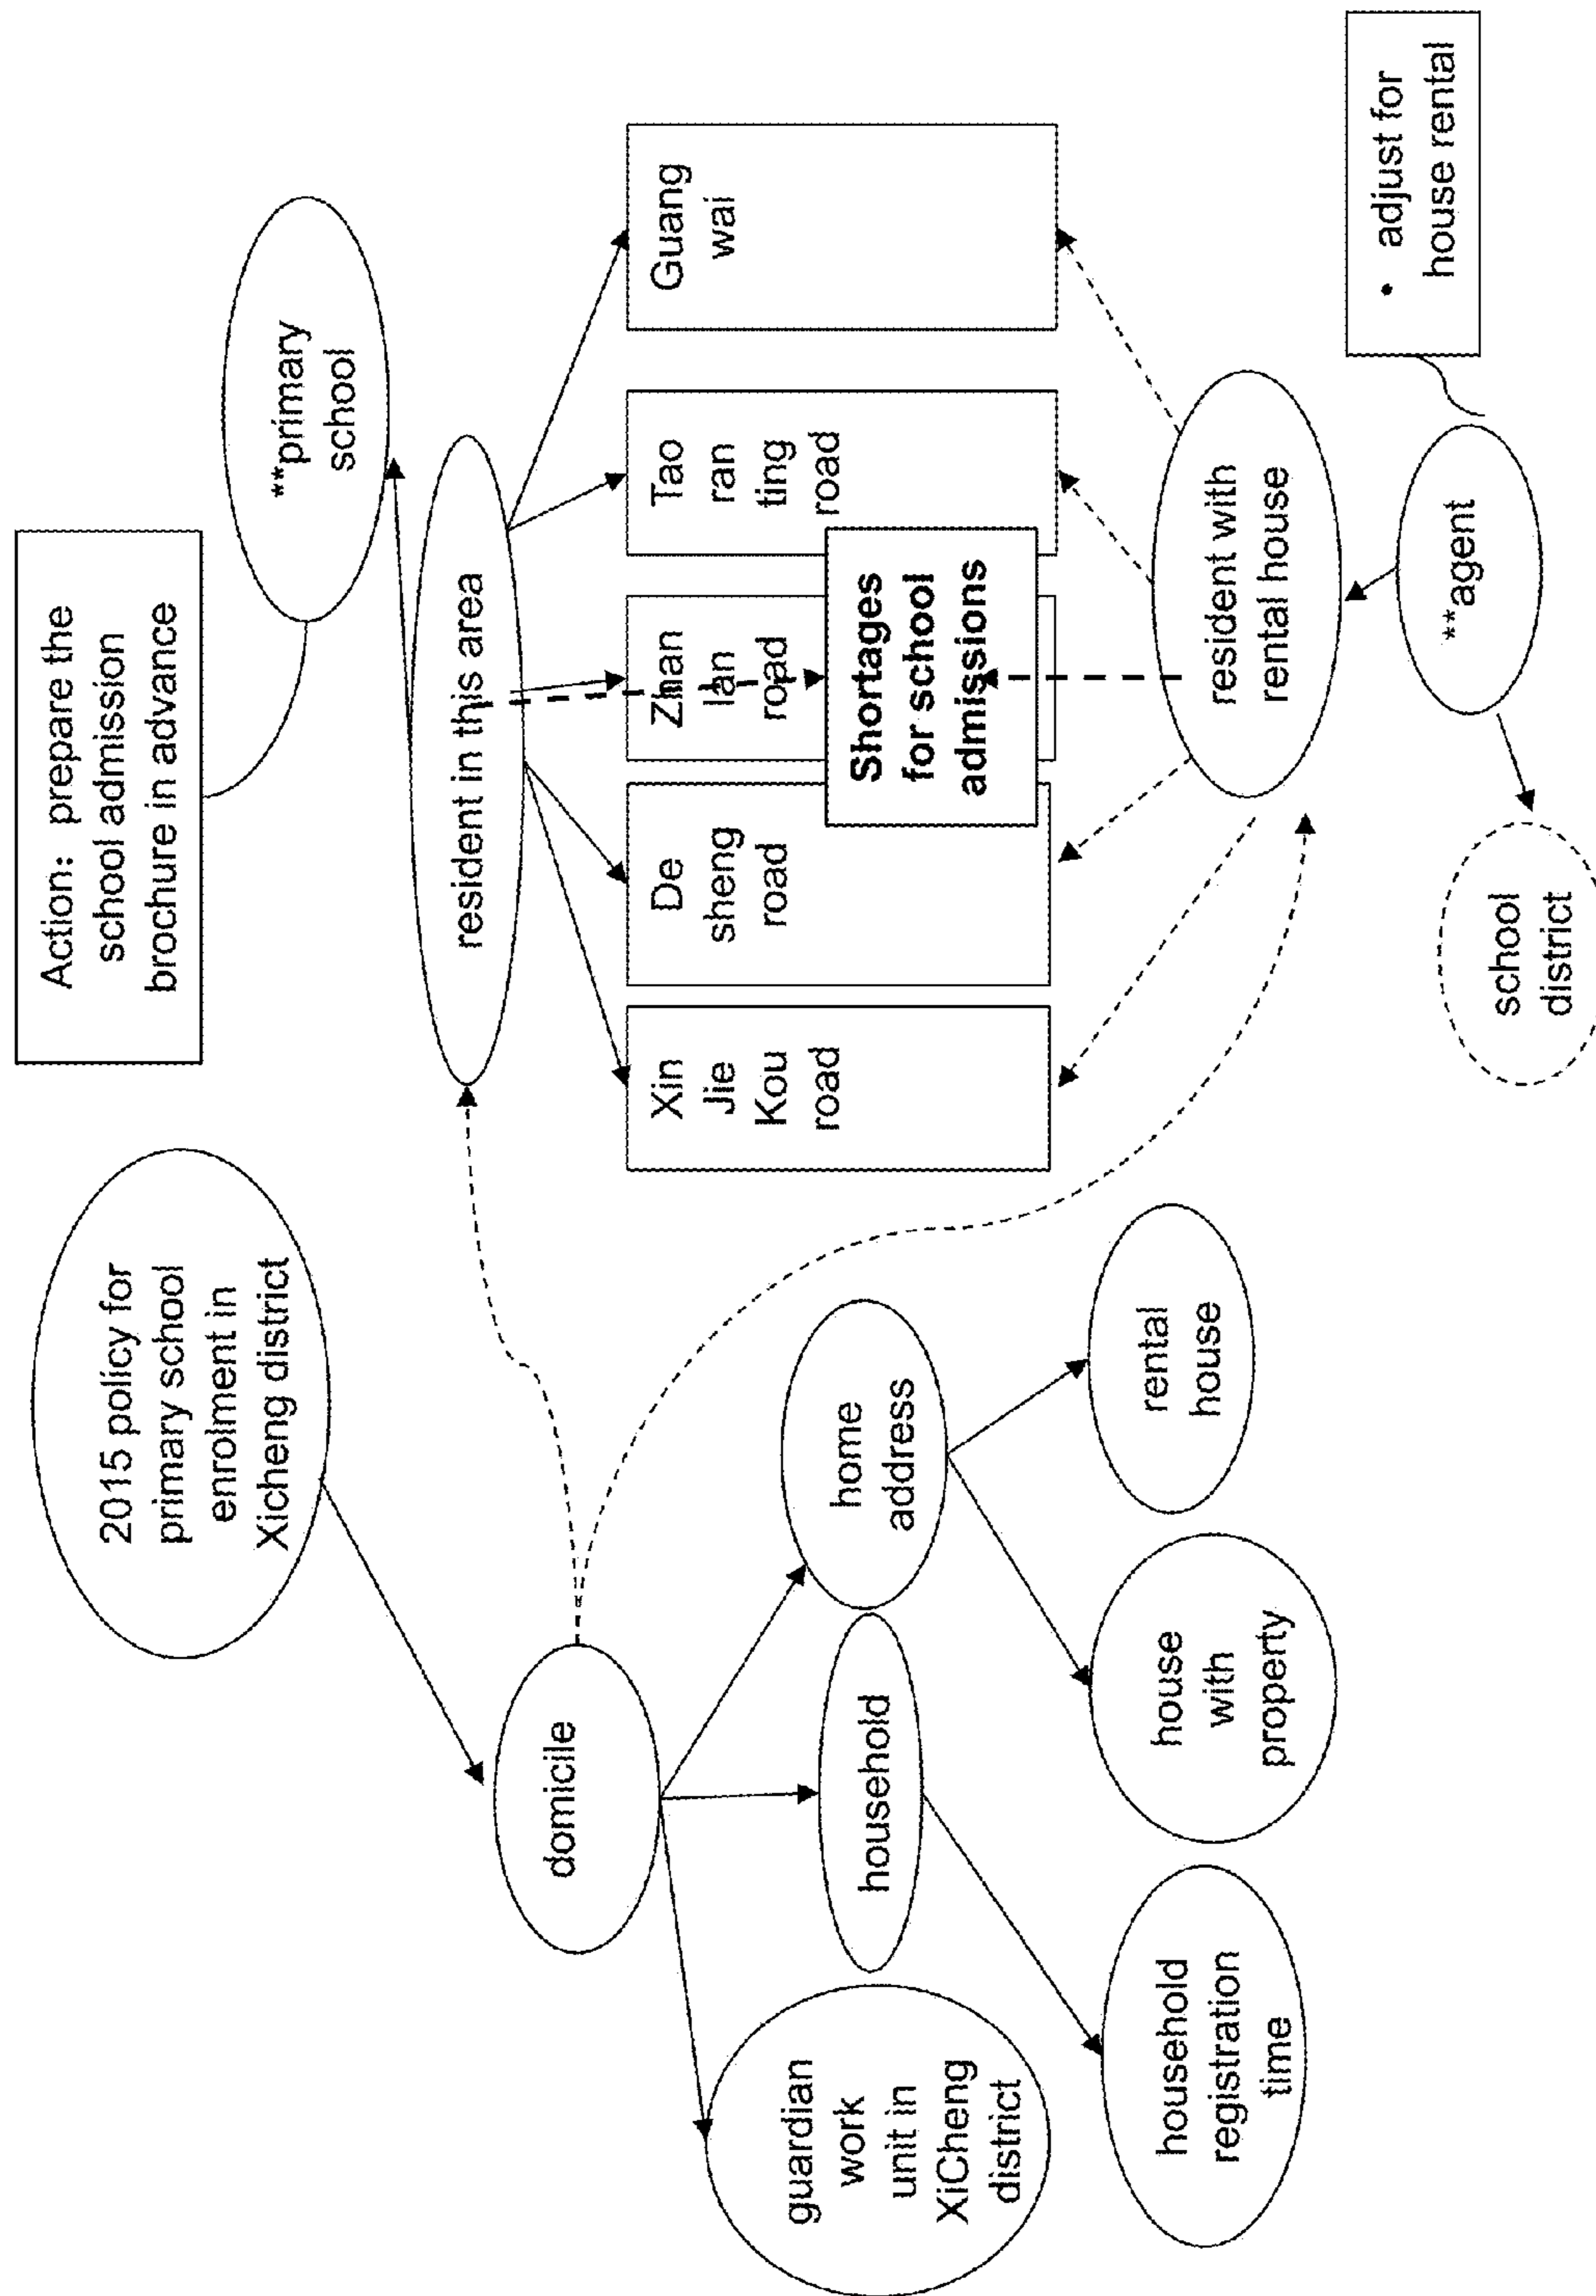 Action: prepare the
school admission
brochure in advance
2015 policy for
primary school
enrolment in
Xicheng district
**primary
school
resident in this area
domicile
Xin
Jie
Kou
road
De
sheng
road
Zhan
lan
road
Tao
ran
ting
road
Guang
wai
Shortages
for school
admissions
guardian
work
unit in
XiCheng
district
household
home
address
household
registration
time
house
with
property
rental
house
resident with
rental house
**agent
school
district
• adjust for
house rental